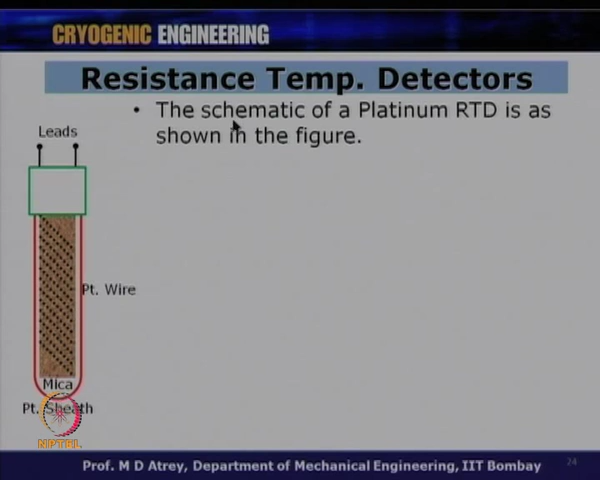 CRYOGENIC ENGINEERING
Resistance Temp. Detectors
• The schematic of a Platinum RTD is as
shown in the figure.
Leads
Pt. Wire
Mica
Pt. Sheath
NPTEL
Prof. M D Atrey, Department of Mechanical Engineering, IIT Bombay
24